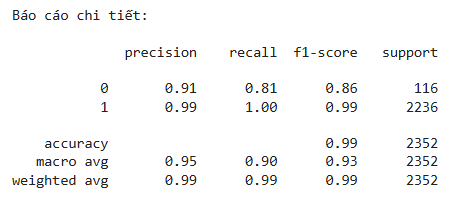 Báo cáo chi tiết:
precision recall f1-score support
0 0.91 0.81 0.86 116
1 0.99 1.00 0.99 2236
accuracy 0.99 2352
macro avg 0.95 0.90 0.93 2352
weighted avg 0.99 0.99 0.99 2352